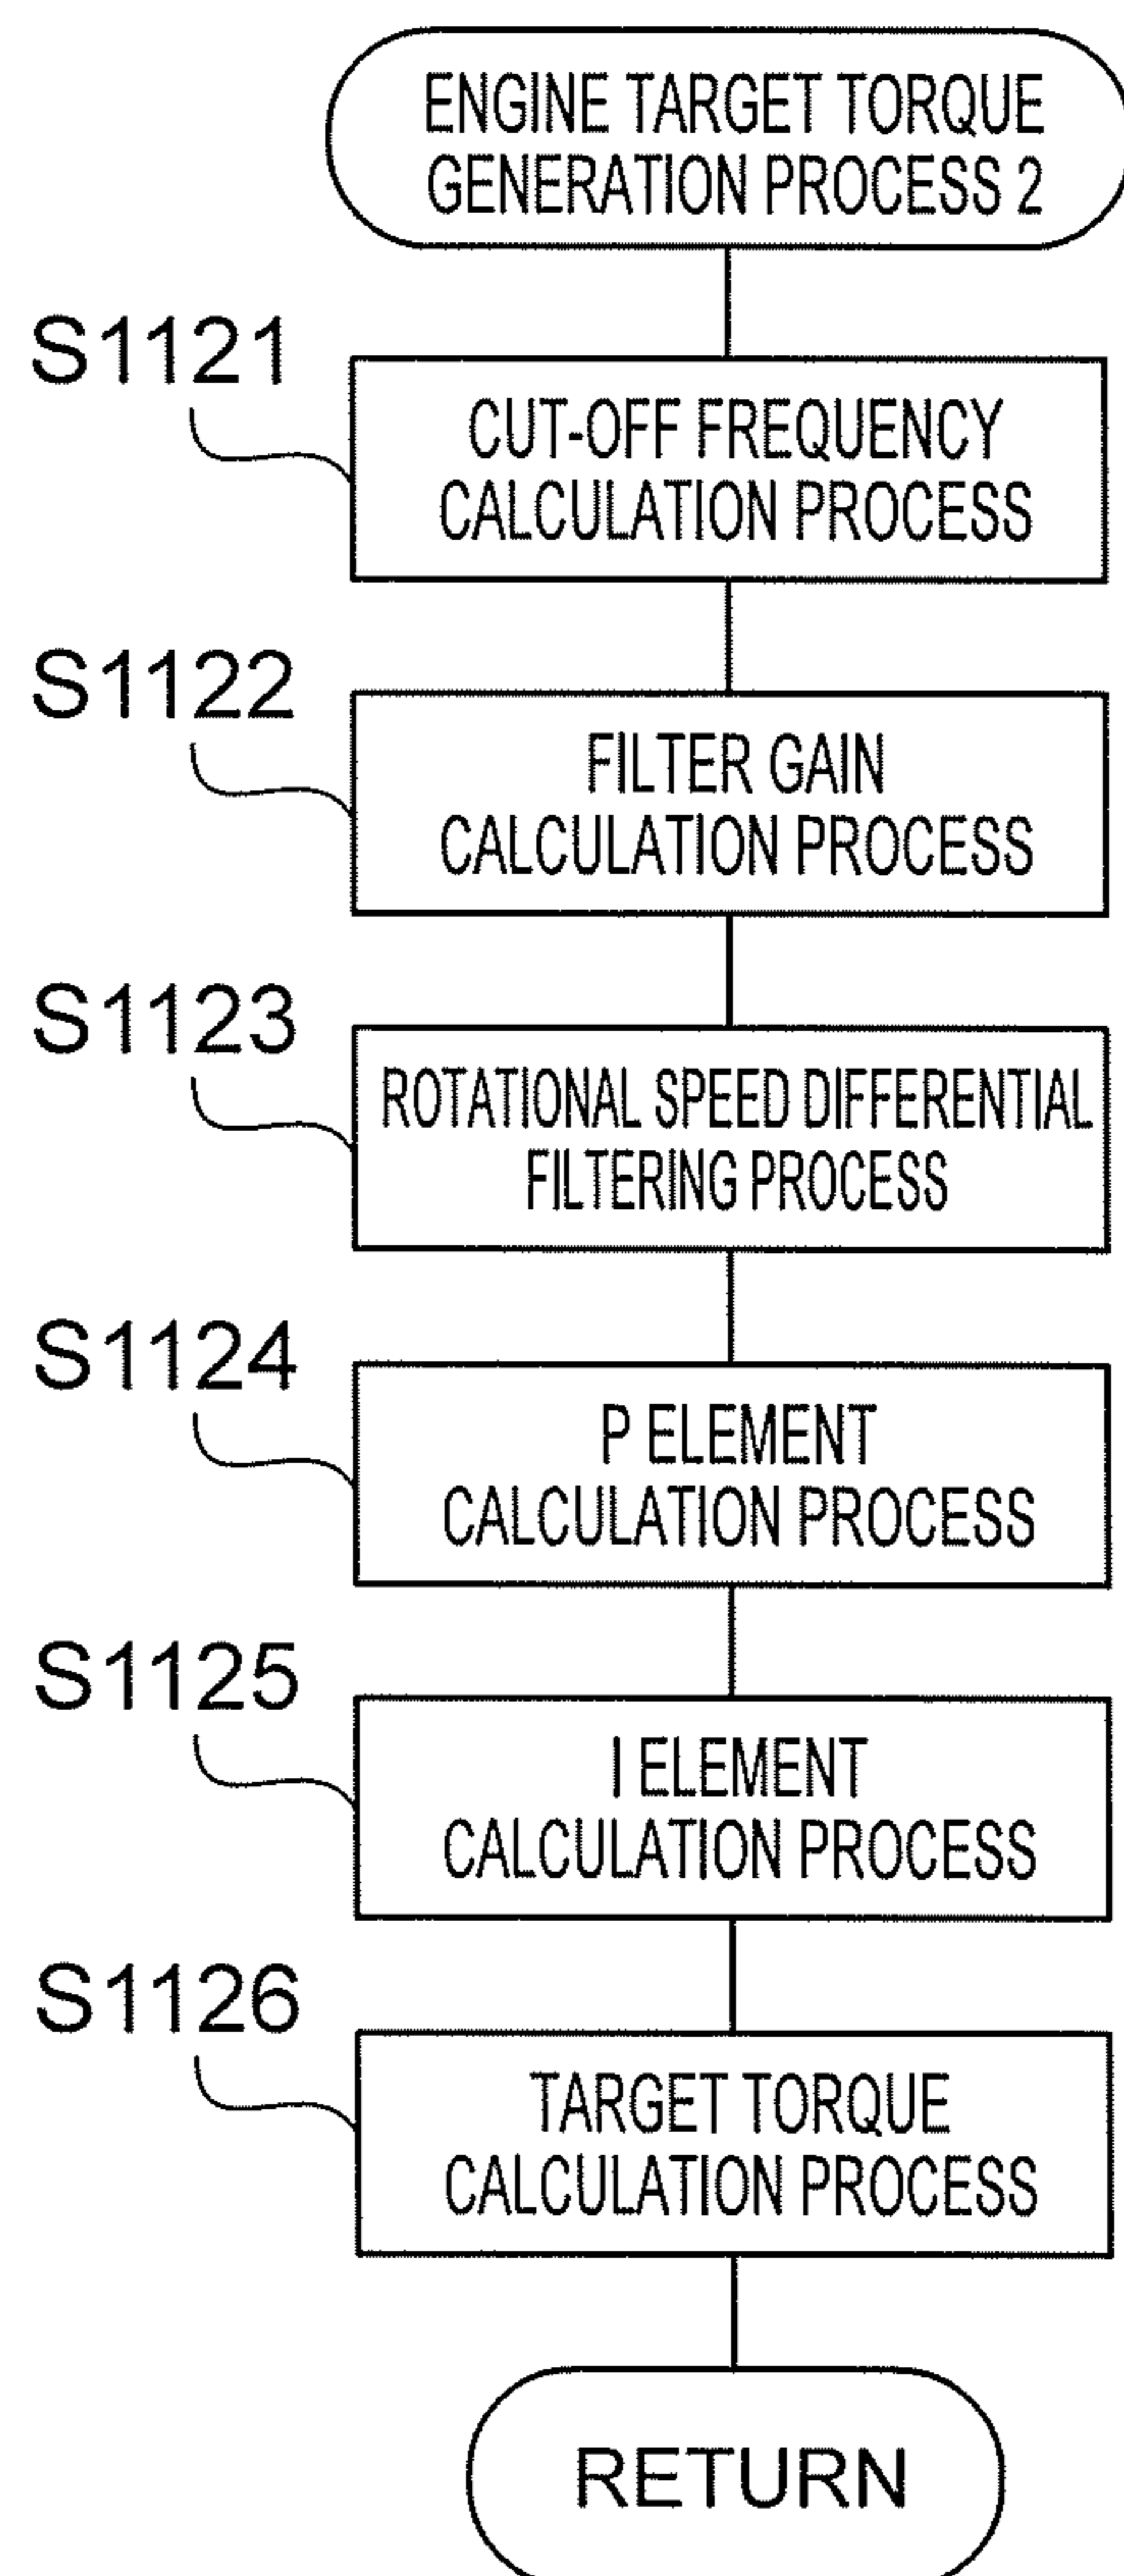 ENGINE TARGET TORQUE
GENERATION PROCESS 2
S1121
CUT-OFF FREQUENCY
CALCULATION PROCESS
S1122
FILTER GAIN
CALCULATION PROCESS
S1123
ROTATIONAL SPEED DIFFERENTIAL
FILTERING PROCESS
S1124
P ELEMENT
CALCULATION PROCESS
S1125
I ELEMENT
CALCULATION PROCESS
S1126
TARGET TORQUE
CALCULATION PROCESS
RETURN